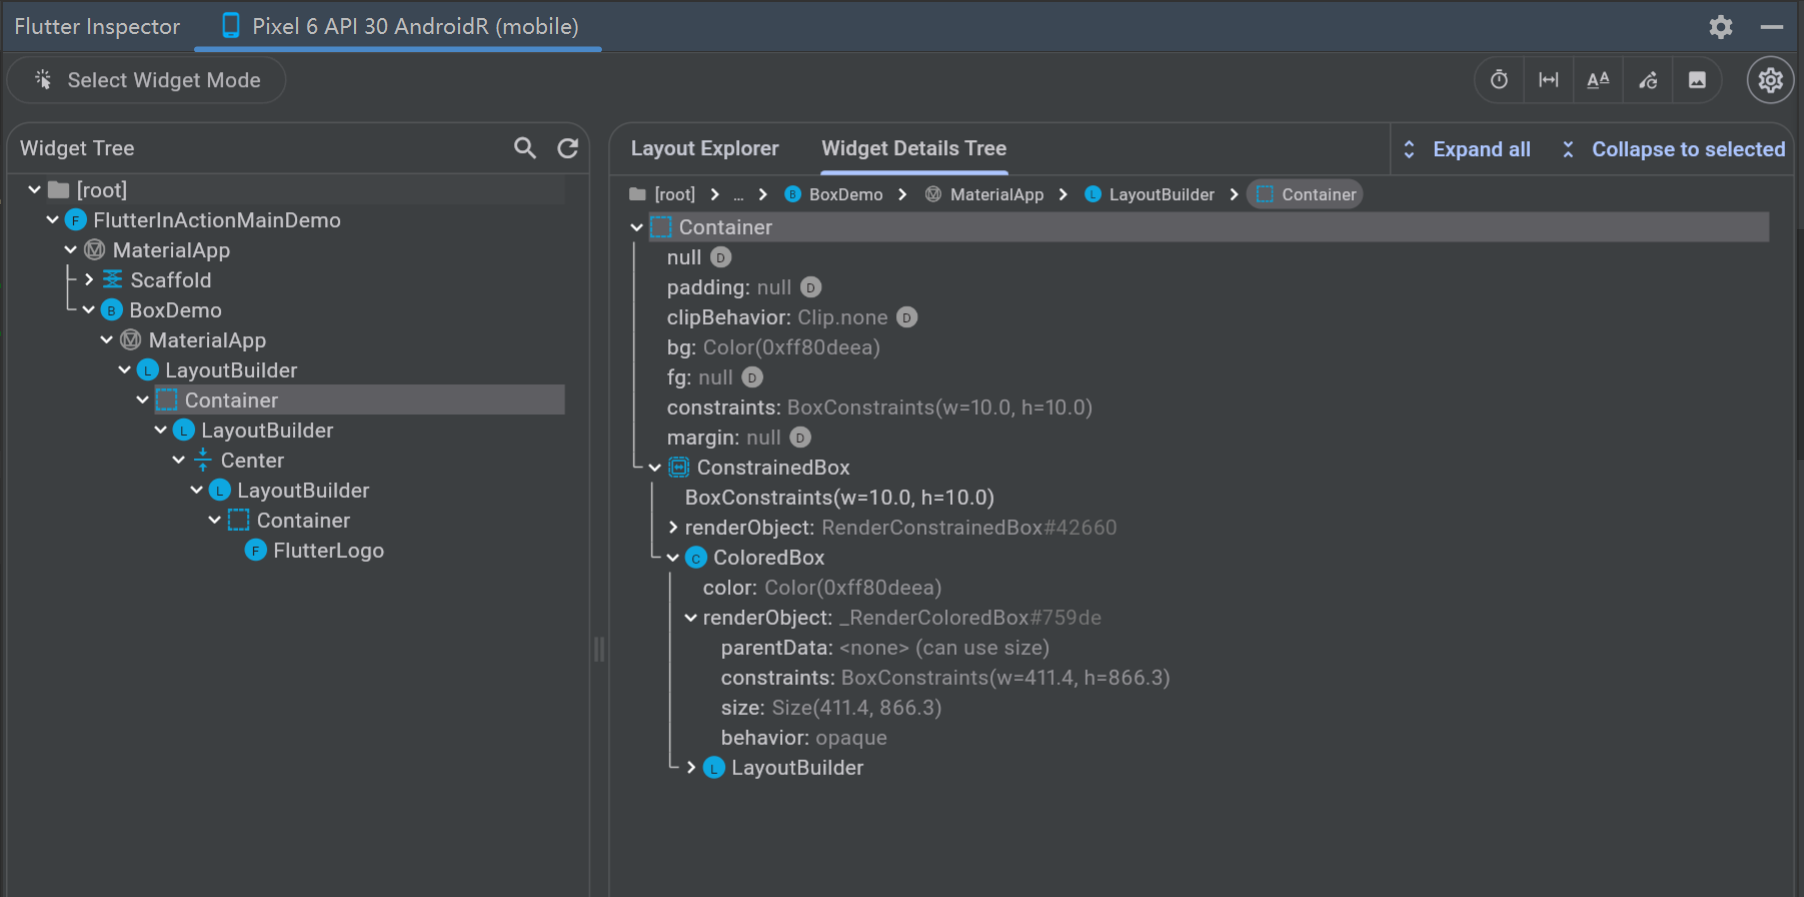 Flutter Inspector Pixel 6 API 30 AndroidR (mobile)
Select Widget Mode
Widget Tree
[root]
F FlutterInActionMainDemo
MaterialApp
Scaffold
B BoxDemo
MaterialApp
L LayoutBuilder
Container
L LayoutBuilder
Center
L LayoutBuilder
Container
F FlutterLogo
AA
Layout Explorer Widget Details Tree Expand all Collapse to selected
[root] > ... > B BoxDemo > MaterialApp > L LayoutBuilder > Container
Container
null D
padding: null D
clipBehavior: Clip.none D
bg: Color(0xff80deea)
fg: null D
constraints: BoxConstraints(w=10.0, h=10.0)
margin: null D
ConstrainedBox
BoxConstraints(w=10.0, h=10.0)
renderObject: RenderConstrainedBox#42660
C ColoredBox
color: Color(0xff80deea)
renderObject: _RenderColoredBox#759de
parentData: <none> (can use size)
constraints: BoxConstraints(w=411.4, h=866.3)
size: Size(411.4, 866.3)
behavior: opaque
L LayoutBuilder